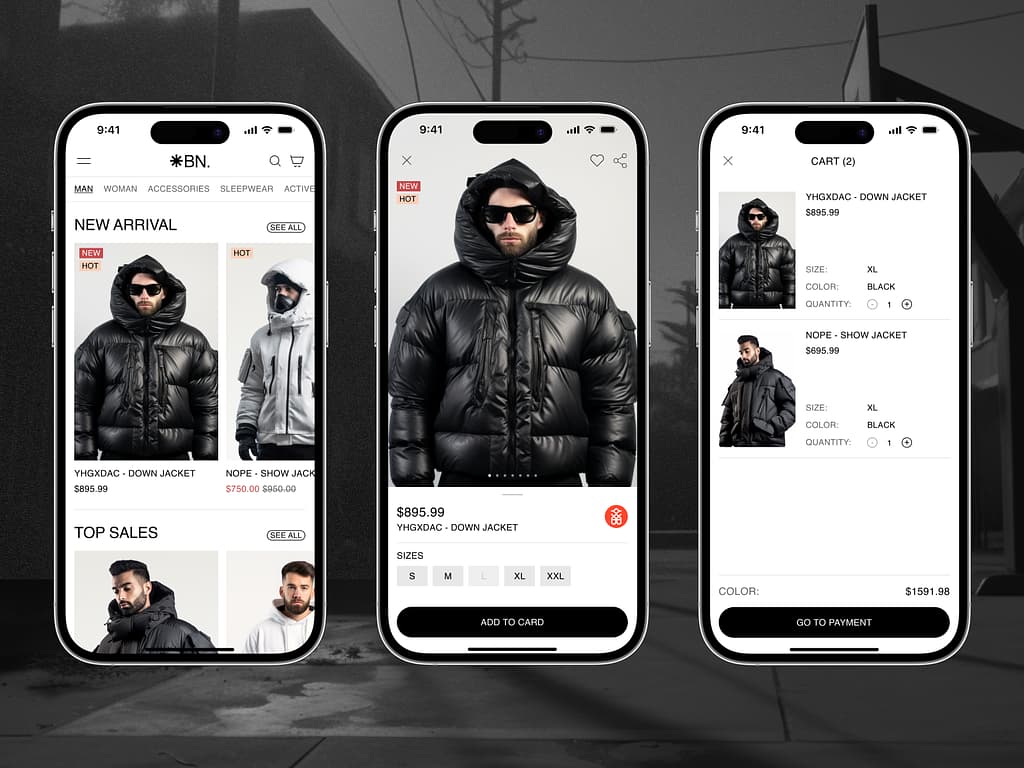 9:41
✳BN.
MAN WOMAN ACCESSORIES SLEEPWEAR ACTIVE
NEW ARRIVAL SEE ALL
NEW
HOT
HOT
YHGXDAC - DOWN JACKET
$895.99
NOPE - SHOW JACK
$750.00 $950.00
TOP SALES SEE ALL
9:41
NEW
HOT
$895.99
YHGXDAC - DOWN JACKET
SIZES
S M L XL XXL
ADD TO CARD
9:41
CART (2)
YHGXDAC - DOWN JACKET
$895.99
SIZE: XL
COLOR: BLACK
QUANTITY: - 1 +
NOPE - SHOW JACKET
$695.99
SIZE: XL
COLOR: BLACK
QUANTITY: - 1 +
COLOR: $1591.98
GO TO PAYMENT